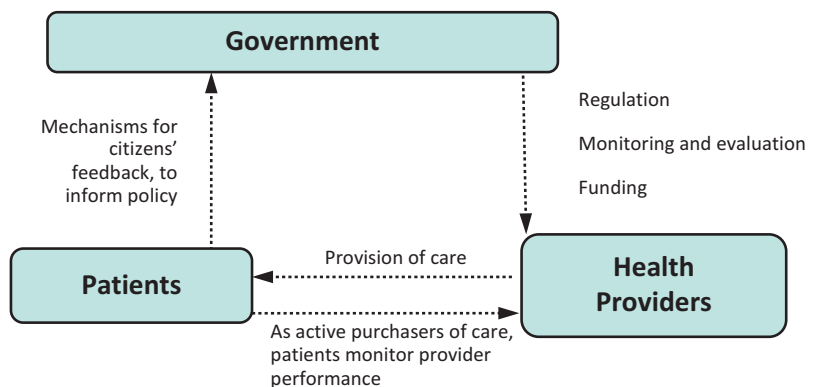 Government
Mechanisms for
citizens’
feedback, to
inform policy
Regulation
Monitoring and evaluation
Funding
Patients
Provision of care
Health
Providers
As active purchasers of care,
patients monitor provider
performance